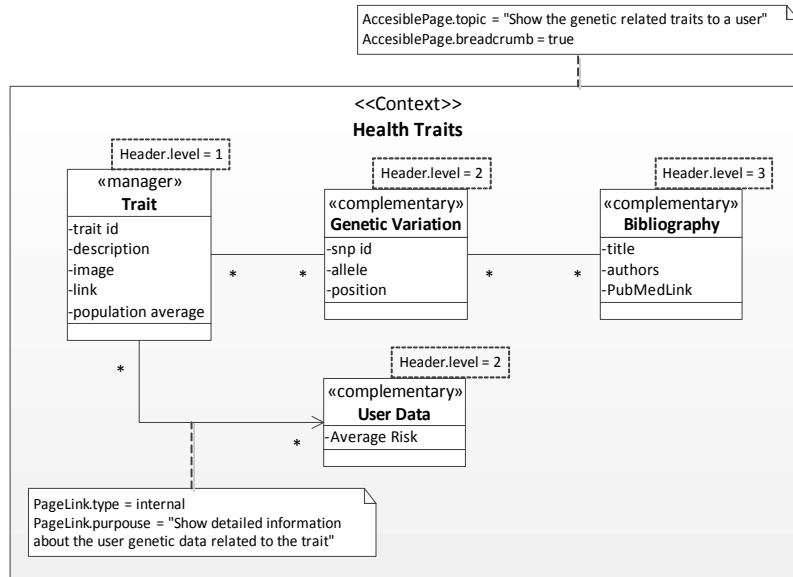 AccesiblePage.topic = "Show the genetic related traits to a user"
AccesiblePage.breadcrumb = true
<<Context>>
Health Traits
Header.level = 1
«manager»
Trait
-trait id
-description
-image
-link
-population average
Header.level = 2
«complementary»
Genetic Variation
-snp id
-allele
-position
Header.level = 3
«complementary»
Bibliography
-title
-authors
-PubMedLink
*
*
*
*
*
*
Header.level = 2
«complementary»
User Data
-Average Risk
PageLink.type = internal
PageLink.purpouse = "Show detailed information
about the user genetic data related to the trait"